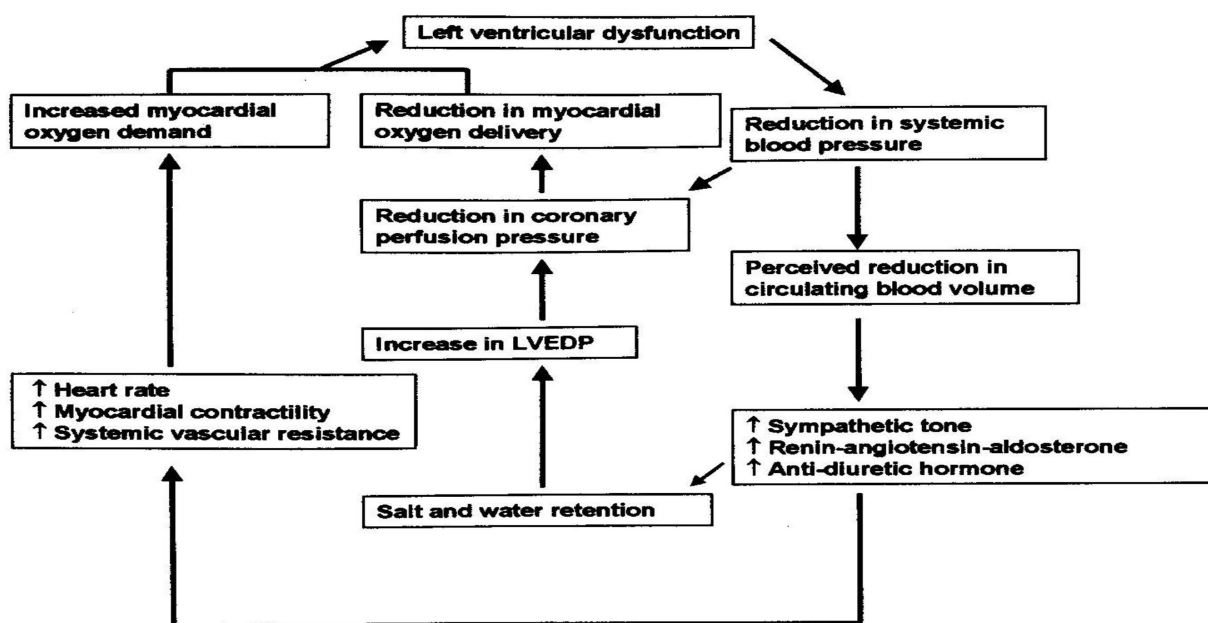 Left ventricular dysfunction
Increased myocardial
oxygen demand
Reduction in myocardial
oxygen delivery
Reduction in systemic
blood pressure
Reduction in coronary
perfusion pressure
Perceived reduction in
circulating blood volume
Increase in LVEDP
↑ Heart rate
↑ Myocardial contractility
↑ Systemic vascular resistance
↑ Sympathetic tone
↑ Renin-angiotensin-aldosterone
↑ Anti-diuretic hormone
Salt and water retention